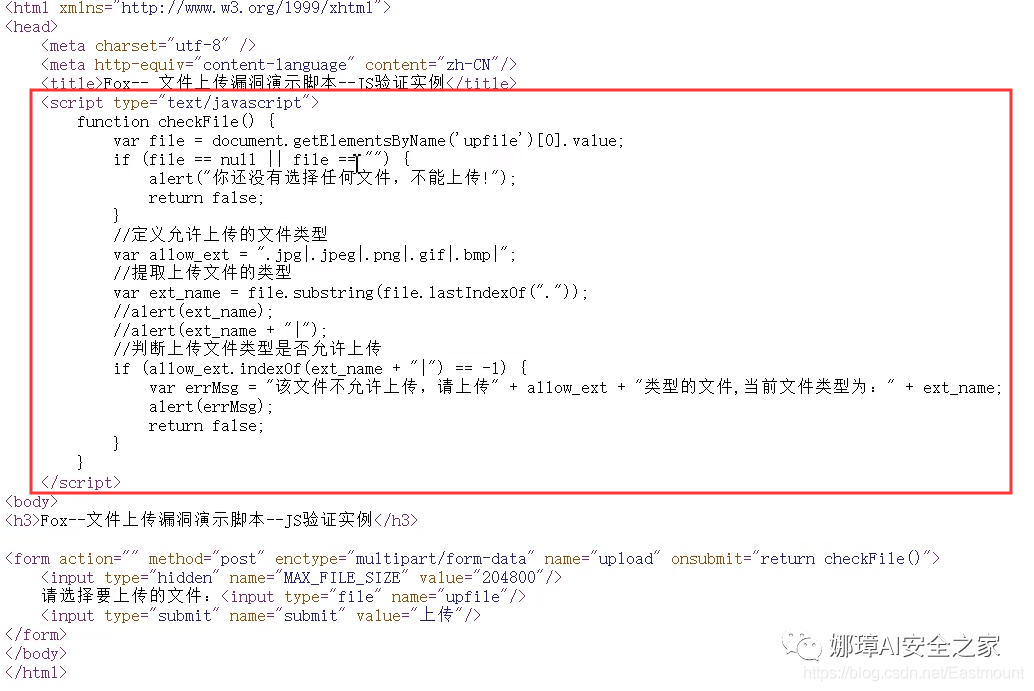 <html xmlns="http://www.w3.org/1999/xhtml">
<head>
    <meta charset="utf-8" />
    <meta http-equiv="content-language" content="zh-CN"/>
    <title>Fox-- 文件上传漏洞演示脚本--JS验证实例</title>
    <script type="text/javascript">
        function checkFile() {
            var file = document.getElementsByName('upfile')[0].value;
            if (file == null || file == "") {
                alert("你还没有选择任何文件，不能上传!");
                return false;
            }
            //定义允许上传的文件类型
            var allow_ext = ".jpg|.jpeg|.png|.gif|.bmp|";
            //提取上传文件的类型
            var ext_name = file.substring(file.lastIndexOf("."));
            //alert(ext_name);
            //alert(ext_name + "|");
            //判断上传文件类型是否允许上传
            if (allow_ext.indexOf(ext_name + "|") == -1) {
                var errMsg = "该文件不允许上传，请上传" + allow_ext + "类型的文件,当前文件类型为：" + ext_name;
                alert(errMsg);
                return false;
            }
        }
    </script>
<body>
<h3>Fox--文件上传漏洞演示脚本--JS验证实例</h3>
<form action="" method="post" enctype="multipart/form-data" name="upload" onsubmit="return checkFile()">
    <input type="hidden" name="MAX_FILE_SIZE" value="204800"/>
    请选择要上传的文件：<input type="file" name="upfile"/>
    <input type="submit" name="submit" value="上传"/>
</form>
</body>
</html>
娜璋AI安全之家
https://blog.csdn.net/Eastmount